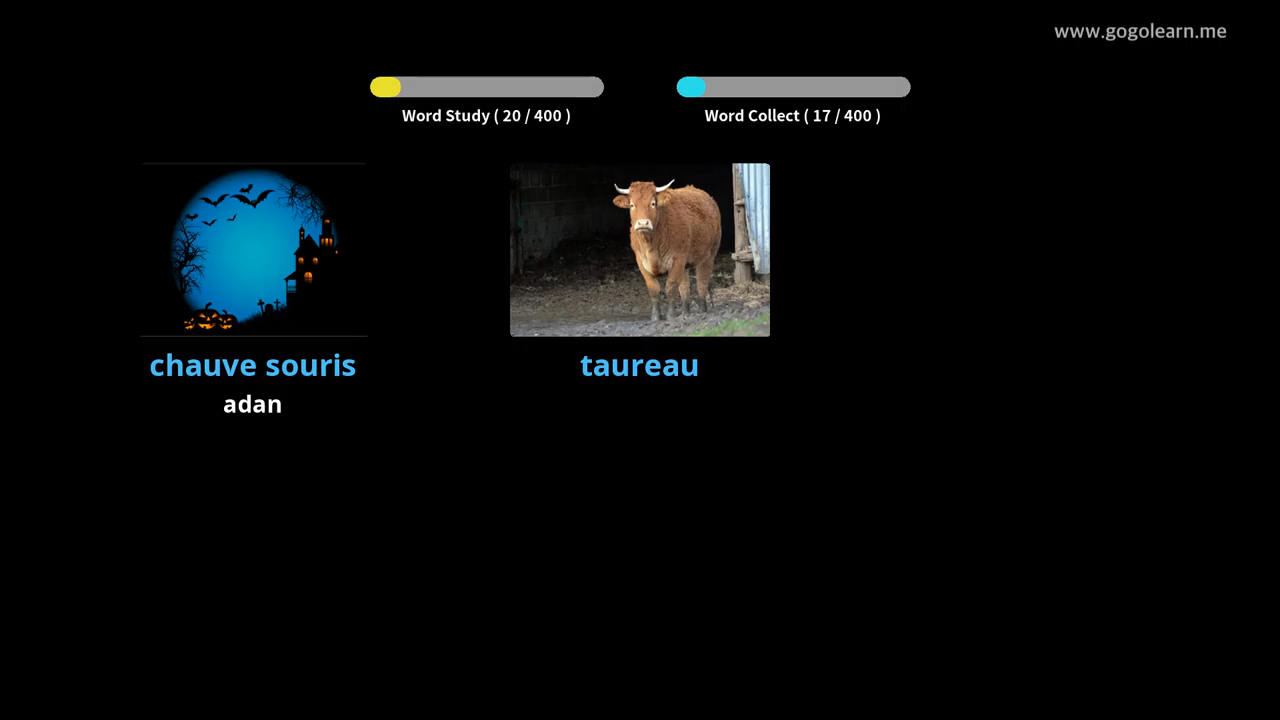 www.gogolearn.me
Word Study ( 20 / 400 )
Word Collect ( 17 / 400 )
chauve souris
adan
taureau